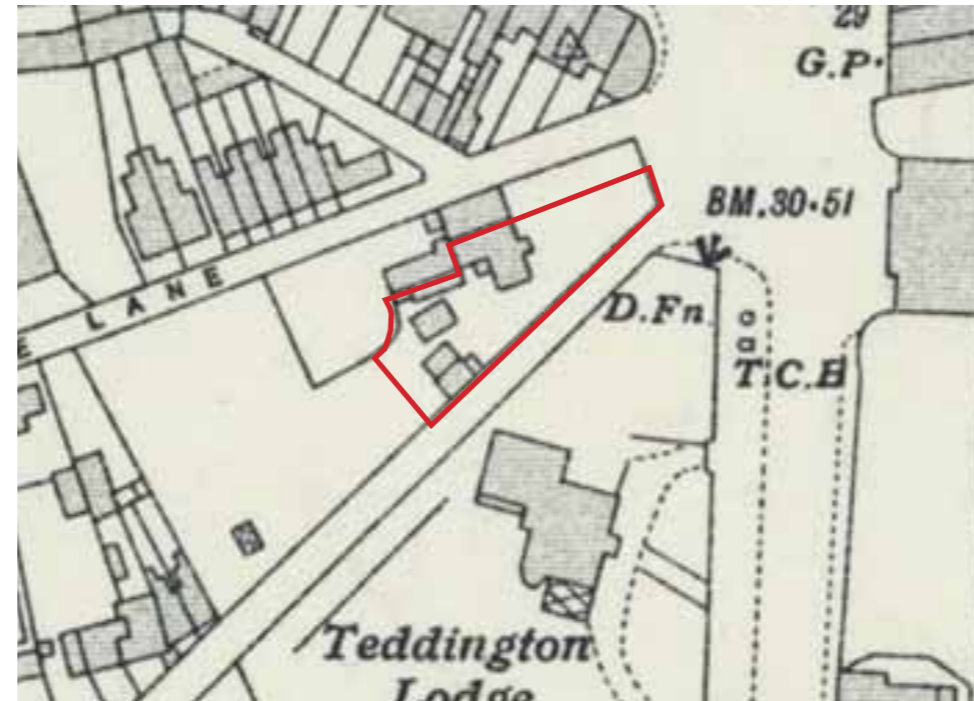 29
G.P.
BM.30·51
LANE
D.Fn
T.C.B
Teddington
Lodge